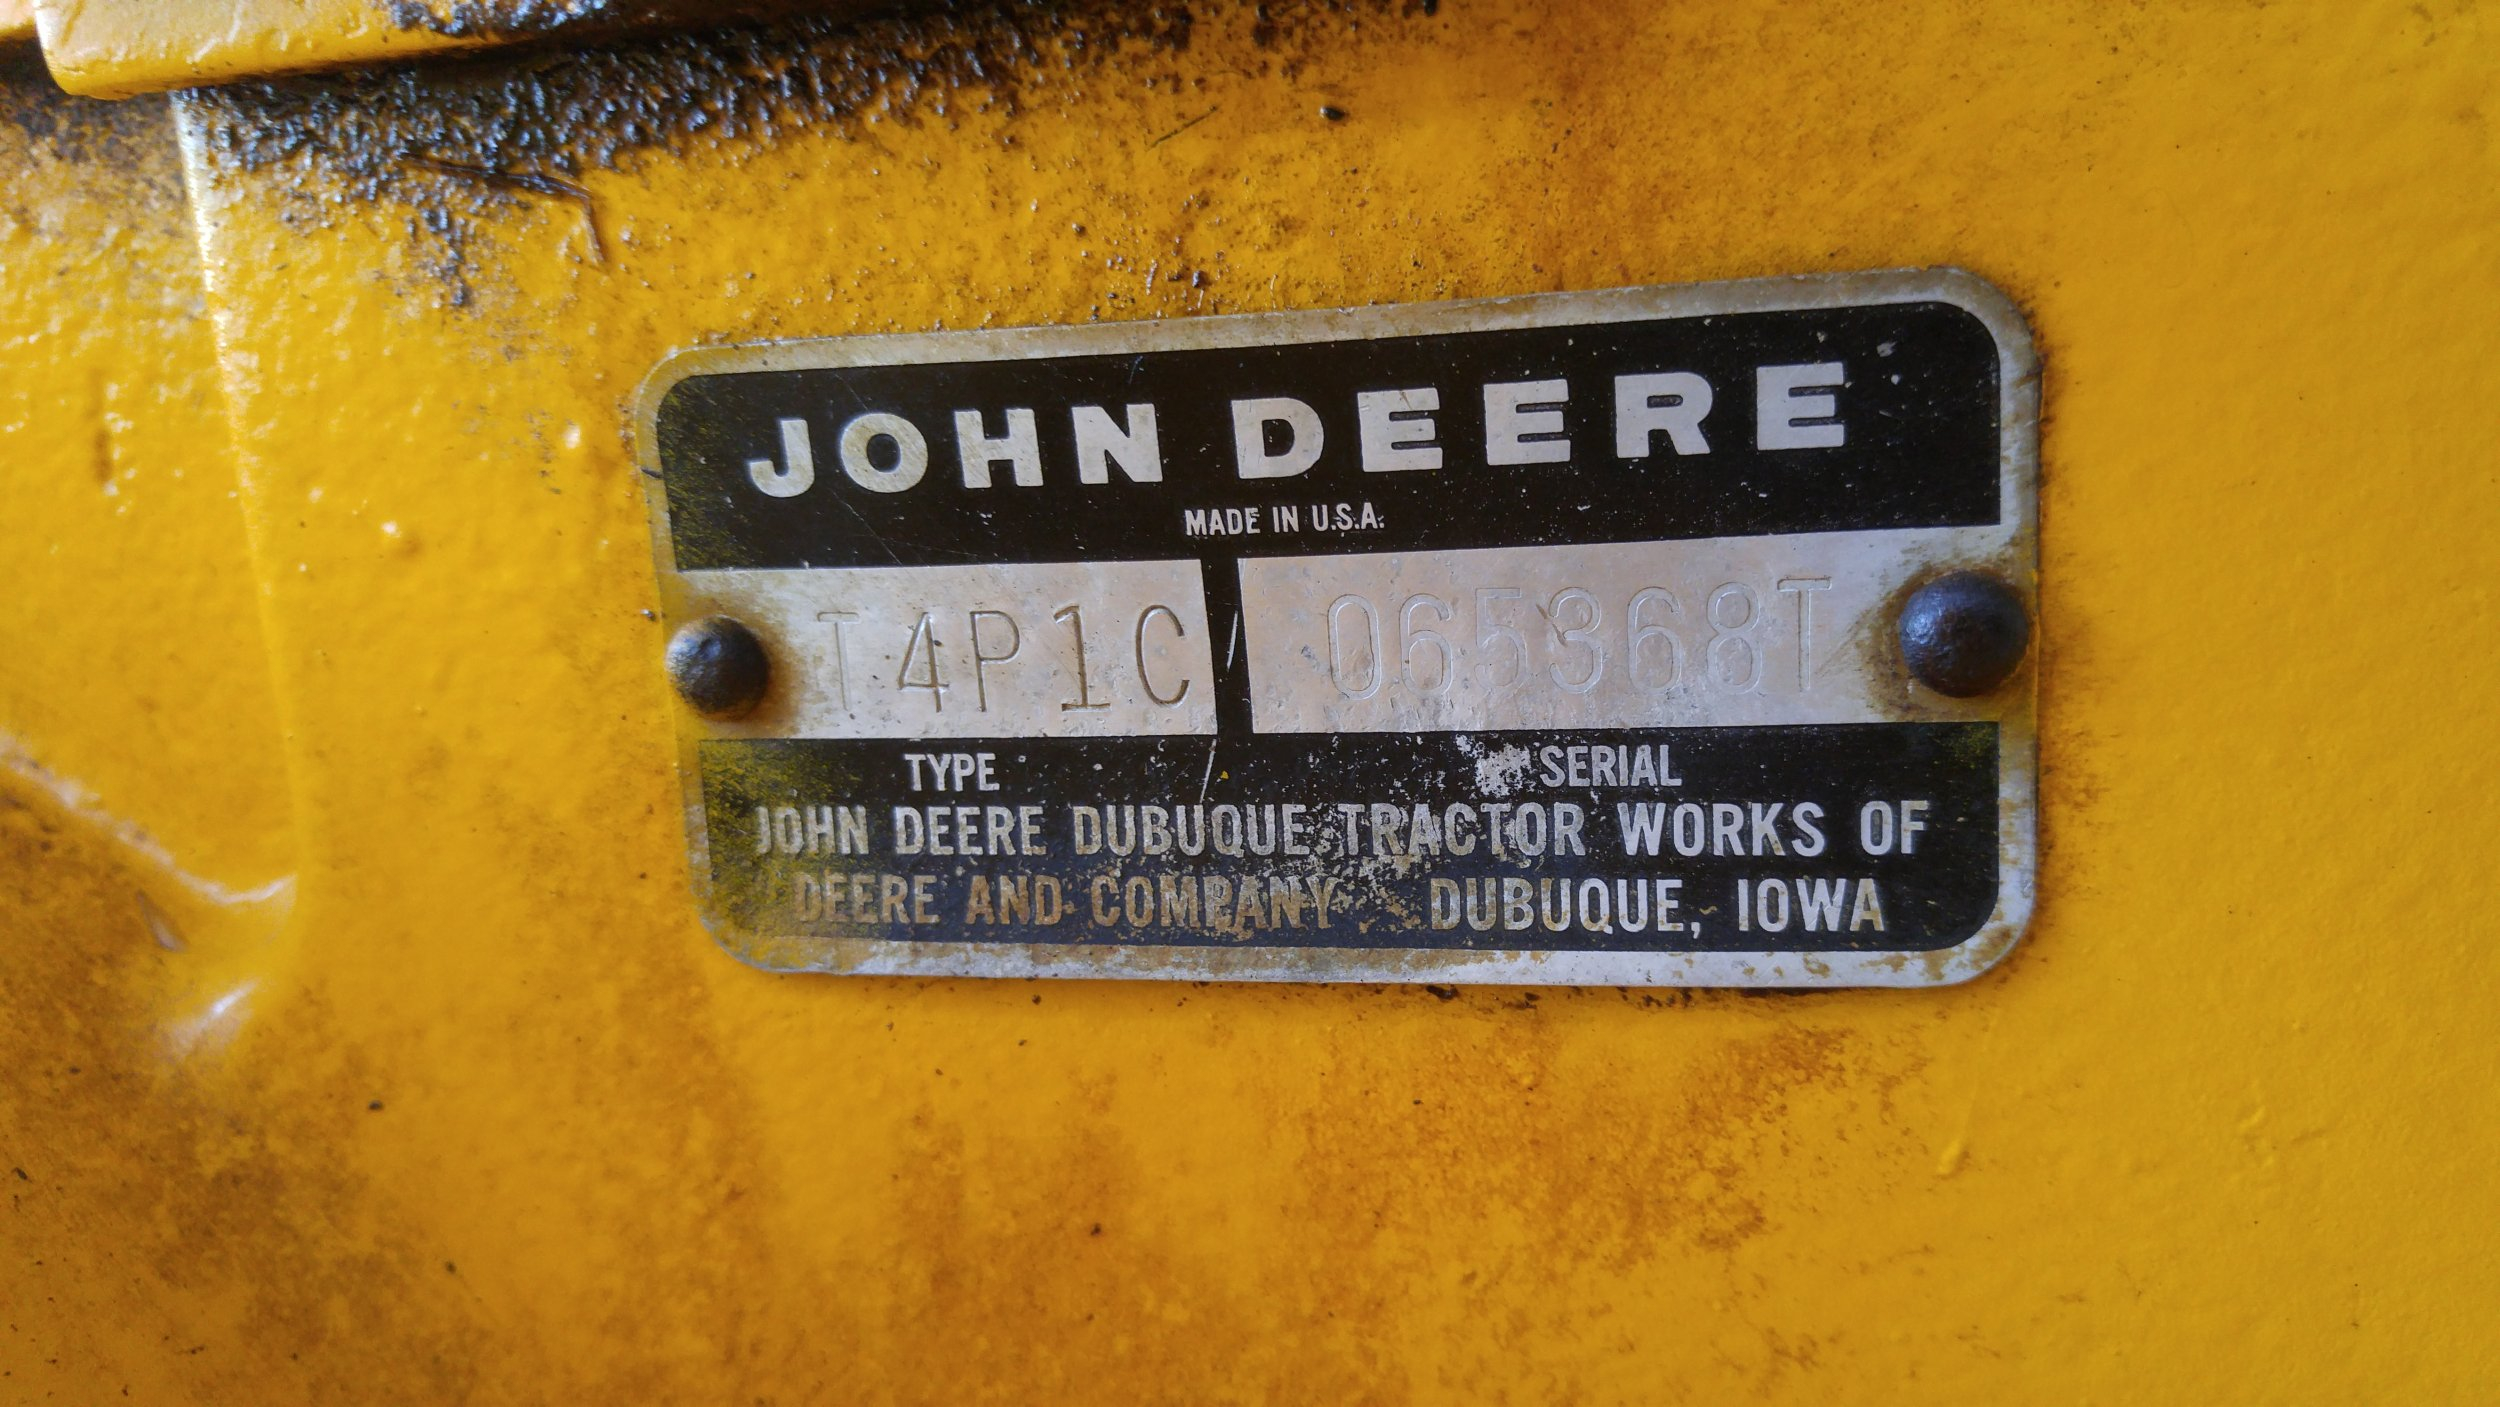 JOHN DEERE
MADE IN U.S.A.
T4P1C 065368T
TYPE SERIAL
JOHN DEERE DUBUQUE TRACTOR WORKS OF
DEERE AND COMPANY DUBUQUE, IOWA